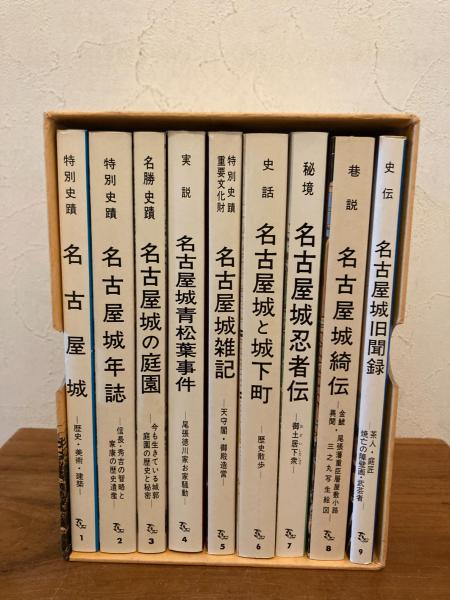 特別史蹟
名古屋城
―歴史・美術・建築―
1
特別史蹟
名古屋城年誌
―信長・秀吉の智略と
家康の歴史遺産―
2
名勝史蹟
名古屋城の庭園
今も生きている城郭
庭園の歴史と秘密―
3
実説
名古屋城青松葉事件
―尾張徳川家お家騒動―
4
特別史蹟
重要文化財
名古屋城雑記
―天守閣・御殿造営―
5
史話
名古屋城と城下町
―歴史散歩―
6
秘境
名古屋城忍者伝
―御土居下衆―
7
巷説
名古屋城綺伝
金鯱・尾張藩重臣屋敷小路
異聞・三之丸写生絵図
8
史伝
名古屋城旧聞録
茶人・庭匠
焼亡の障壁画・武芸者―
9